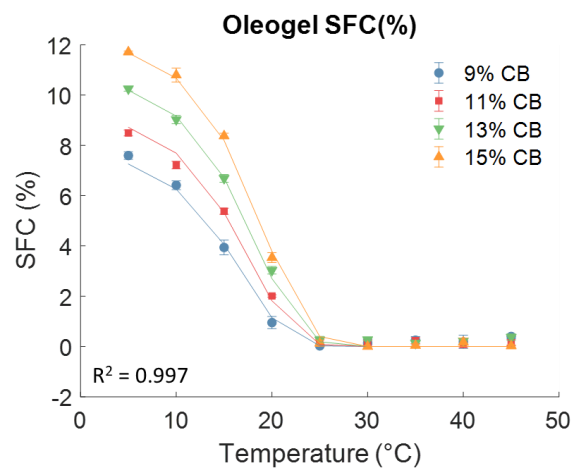 Oleogel SFC(%)
14
12
10
8
6
4
2
0
-2
SFC (%)
9% CB
11% CB
13% CB
15% CB
R² = 0.997
0 10 20 30 40 50
Temperature (°C)